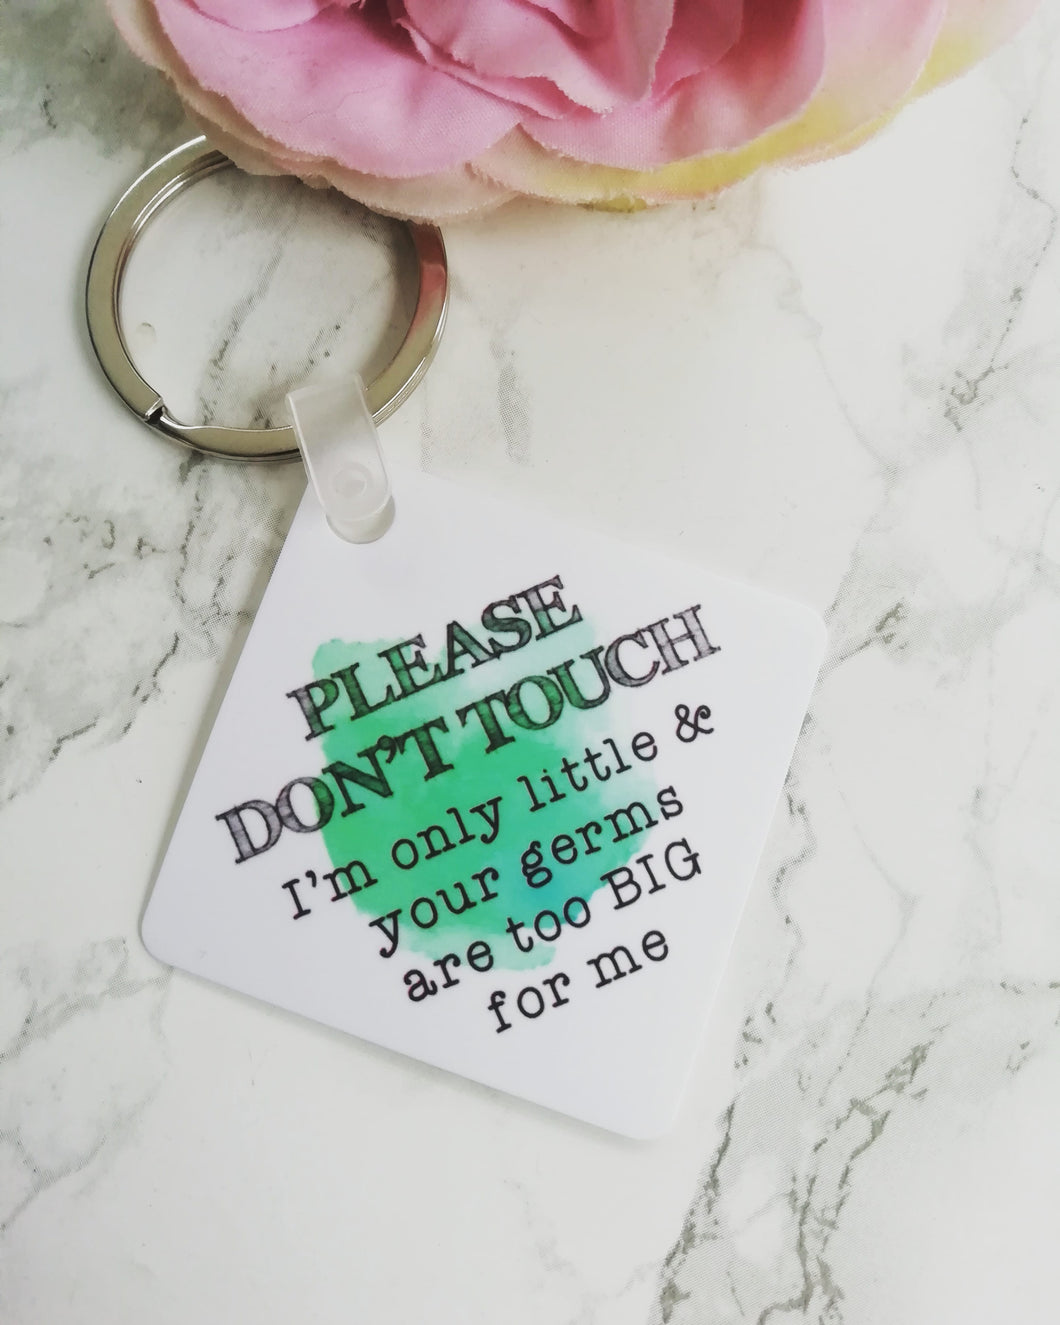 PLEASE
DON'T TOUCH
I'm only little &
your germs
are too BIG
for me